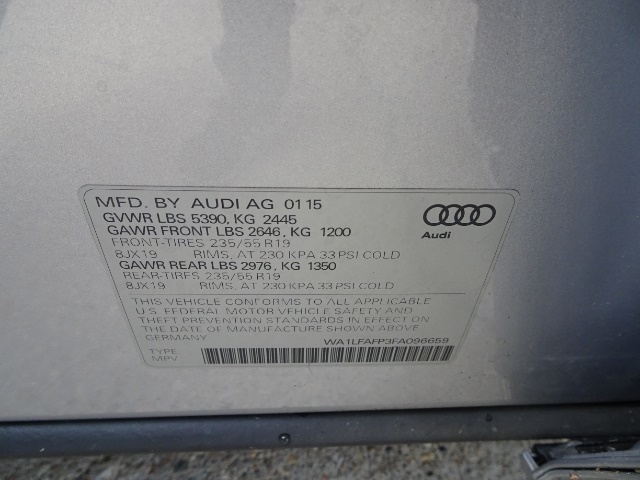 MFD. BY AUDI AG 01 15
GVWR LBS 5390, KG 2445
GAWR FRONT LBS 2646, KG 1200
FRONT-TIRES 235/55 R19
8JX19 RIMS, AT 230 KPA 33 PSI COLD
GAWR REAR LBS 2976, KG 1350
REAR-TIRES 235/55 R19
8JX19 RIMS, AT 230 KPA 33 PSI COLD
Audi
THIS VEHICLE CONFORMS TO ALL APPLICABLE
U.S. FEDERAL MOTOR VEHICLE SAFETY AND
THEFT PREVENTION STANDARDS IN EFFECT ON
THE DATE OF MANUFACTURE SHOWN ABOVE.
GERMANY WA1LFAFP3FA096659
TYPE
MPV